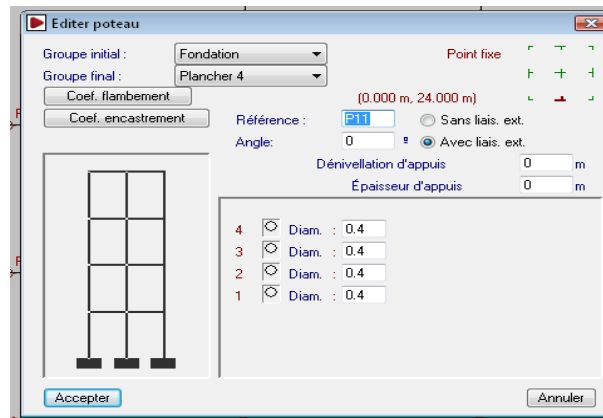 Editer poteau
Groupe initial : Fondation Point fixe
Groupe final : Plancher 4
Coef. flambement (0.000 m, 24.000 m)
Coef. encastrement Référence : P11 Sans liais. ext.
Angle: 0 º Avec liais. ext.
Dénivellation d'appuis 0 m
Épaisseur d'appuis 0 m
4 Diam. : 0.4
3 Diam. : 0.4
2 Diam. : 0.4
1 Diam. : 0.4
Accepter Annuler